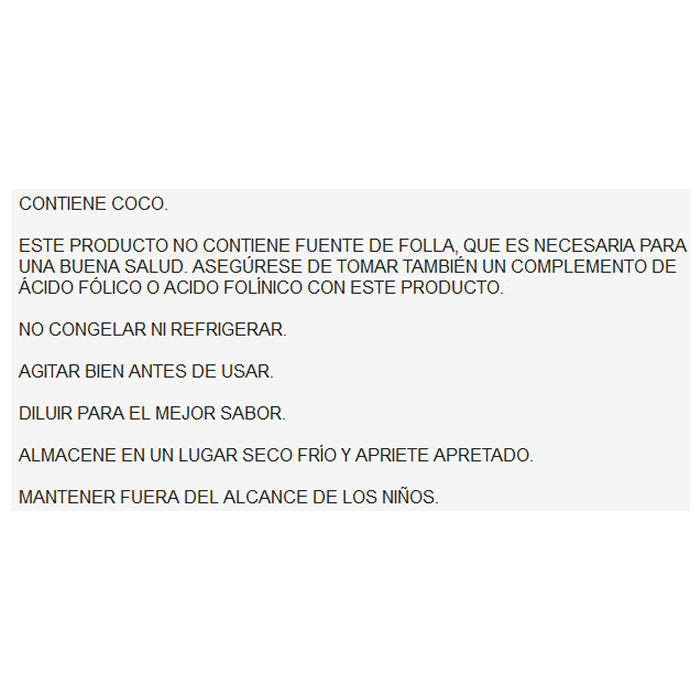 CONTIENE COCO.
ESTE PRODUCTO NO CONTIENE FUENTE DE FOLLA, QUE ES NECESARIA PARA
UNA BUENA SALUD. ASEGÚRESE DE TOMAR TAMBIÉN UN COMPLEMENTO DE
ÁCIDO FÓLICO O ACIDO FOLÍNICO CON ESTE PRODUCTO.
NO CONGELAR NI REFRIGERAR.
AGITAR BIEN ANTES DE USAR.
DILUIR PARA EL MEJOR SABOR.
ALMACENE EN UN LUGAR SECO FRÍO Y APRIETE APRETADO.
MANTENER FUERA DEL ALCANCE DE LOS NIÑOS.